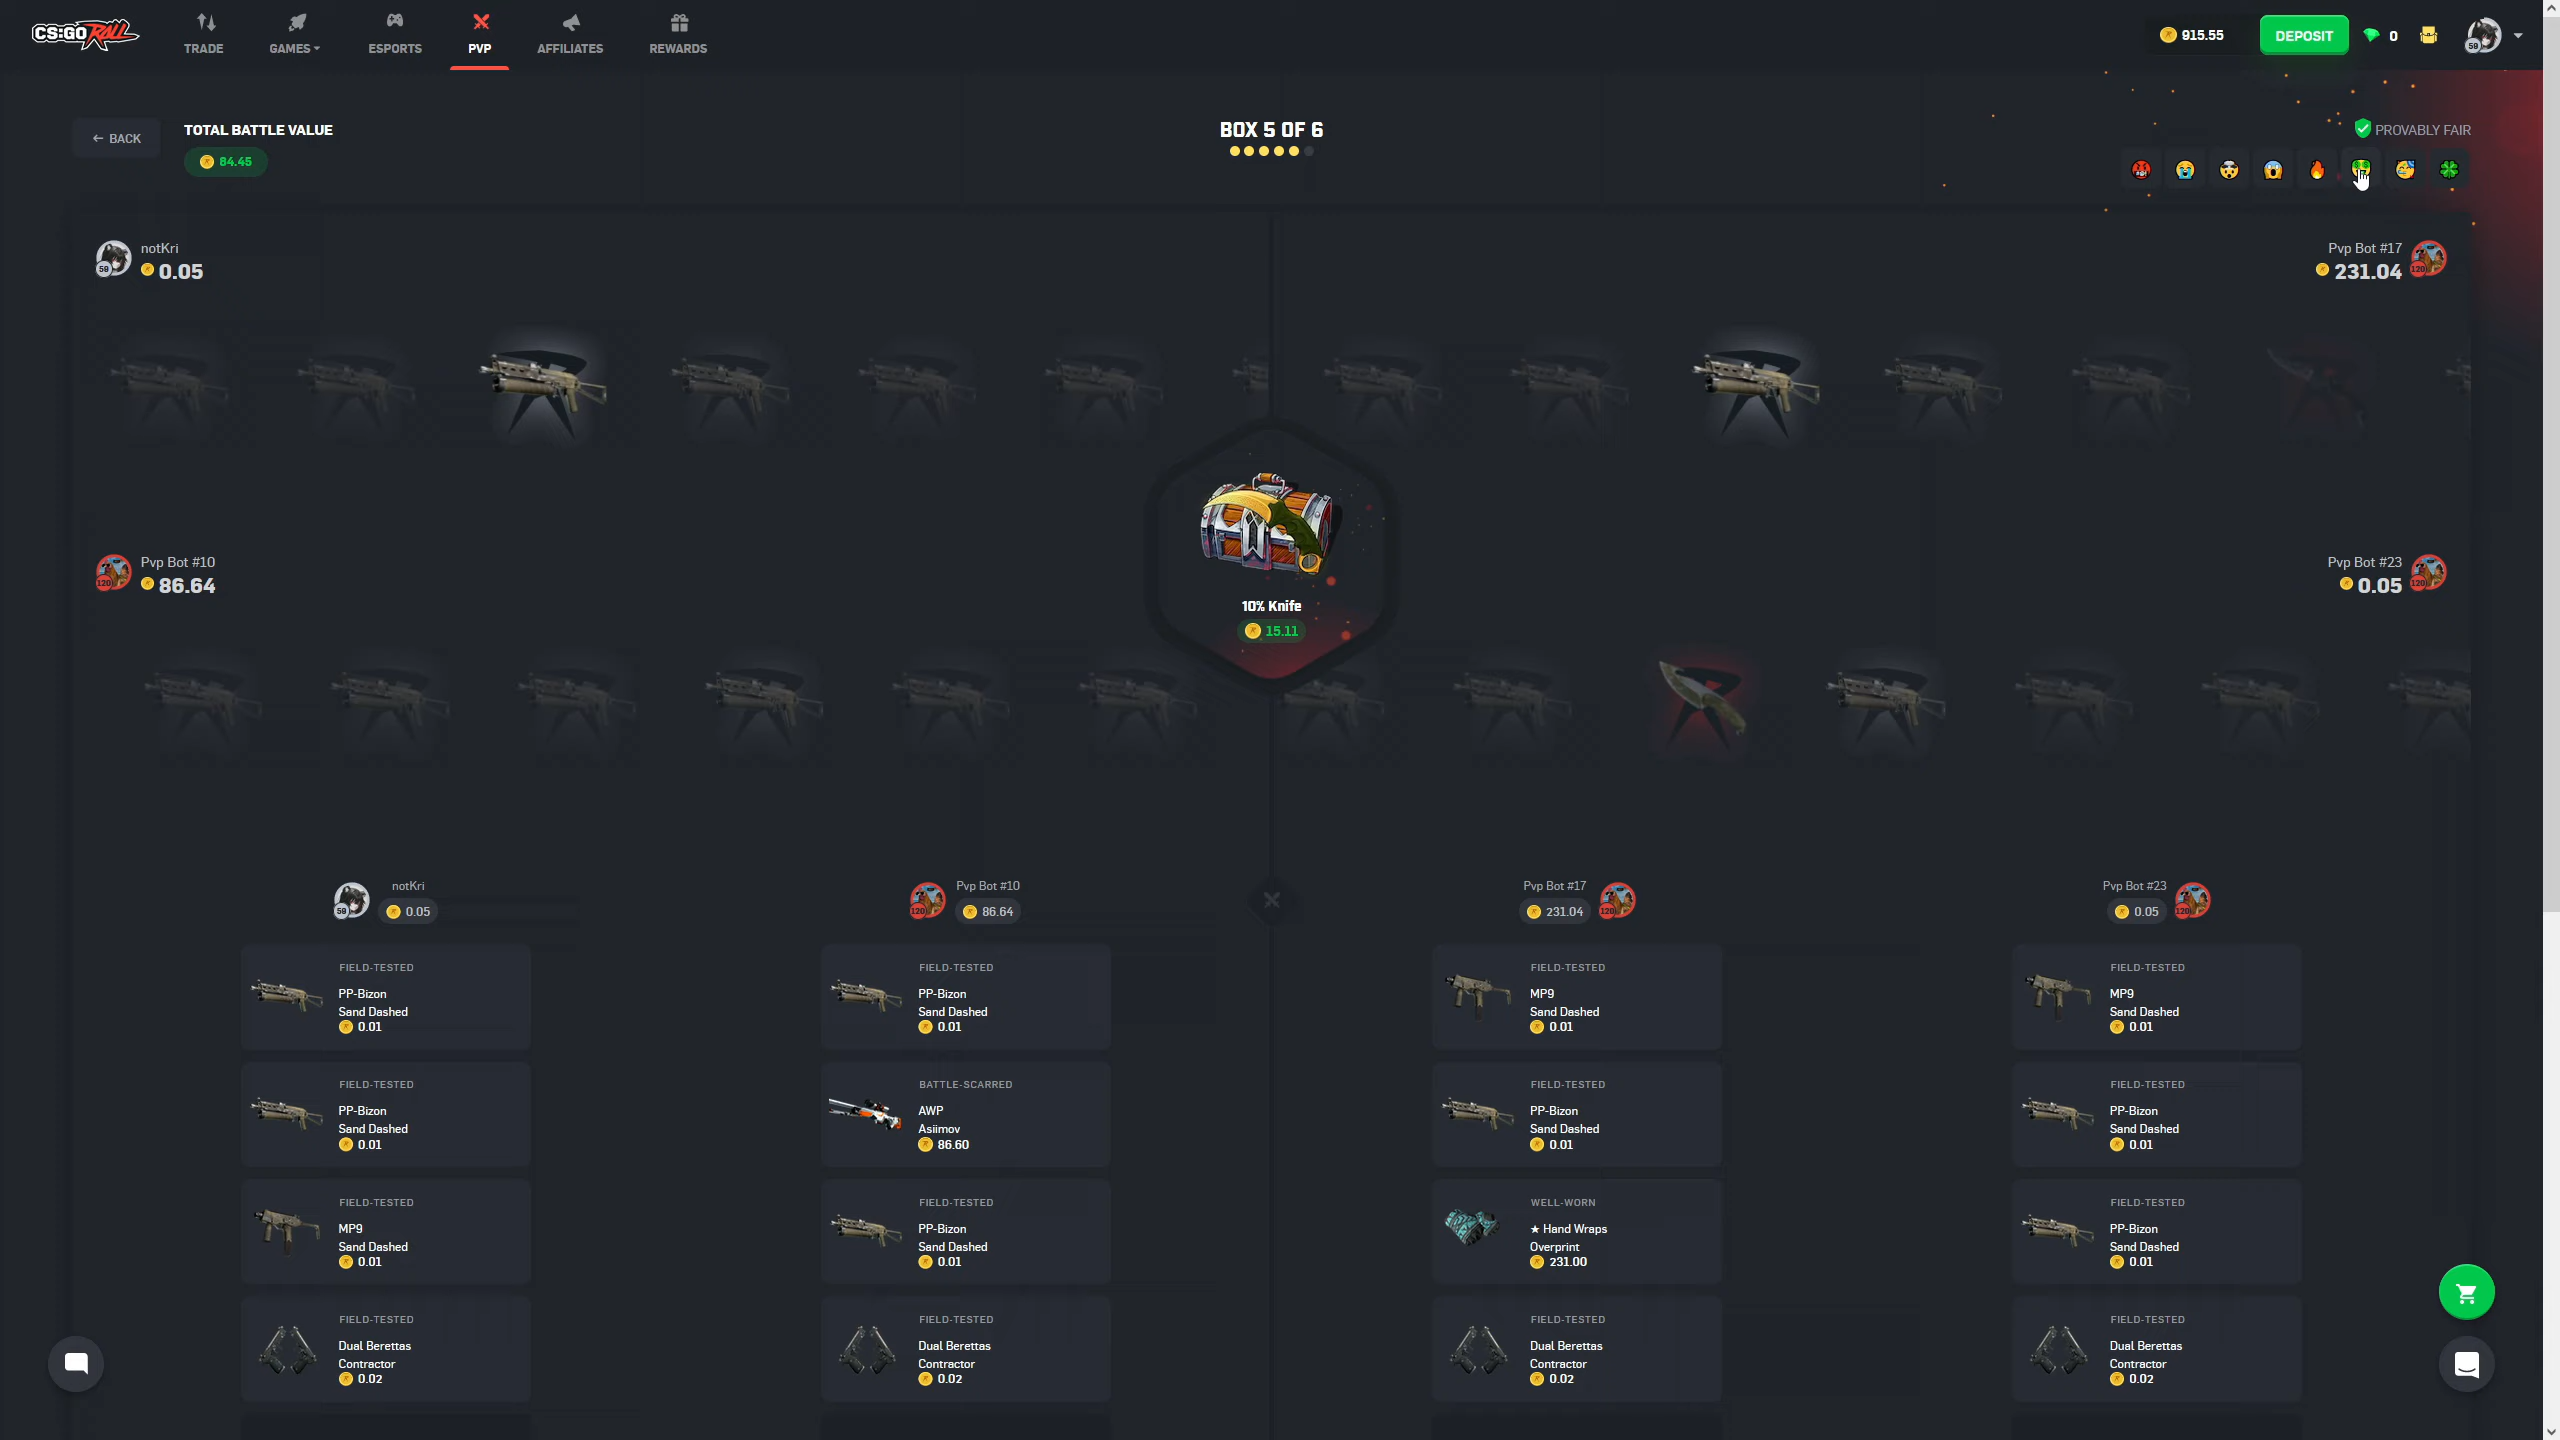 CS:GO ROLL
TRADE
GAMES
ESPORTS
PVP
AFFILIATES
REWARDS
915.55
DEPOSIT
0
59
BACK
TOTAL BATTLE VALUE
84.45
BOX 5 OF 6
PROVABLY FAIR
notKri
59
0.05
Pvp Bot #17
231.04
120
Pvp Bot #10
120
86.64
Pvp Bot #23
0.05
120
10% Knife
15.11
notKri
59
0.05
FIELD-TESTED
PP-Bizon
Sand Dashed
0.01
FIELD-TESTED
PP-Bizon
Sand Dashed
0.01
FIELD-TESTED
MP9
Sand Dashed
0.01
FIELD-TESTED
Dual Berettas
Contractor
0.02
Pvp Bot #10
120
86.64
FIELD-TESTED
PP-Bizon
Sand Dashed
0.01
BATTLE-SCARRED
AWP
Asiimov
86.60
FIELD-TESTED
PP-Bizon
Sand Dashed
0.01
FIELD-TESTED
Dual Berettas
Contractor
0.02
Pvp Bot #17
231.04
120
FIELD-TESTED
MP9
Sand Dashed
0.01
FIELD-TESTED
PP-Bizon
Sand Dashed
0.01
WELL-WORN
★ Hand Wraps
Overprint
231.00
FIELD-TESTED
Dual Berettas
Contractor
0.02
Pvp Bot #23
0.05
120
FIELD-TESTED
MP9
Sand Dashed
0.01
FIELD-TESTED
PP-Bizon
Sand Dashed
0.01
FIELD-TESTED
PP-Bizon
Sand Dashed
0.01
FIELD-TESTED
Dual Berettas
Contractor
0.02